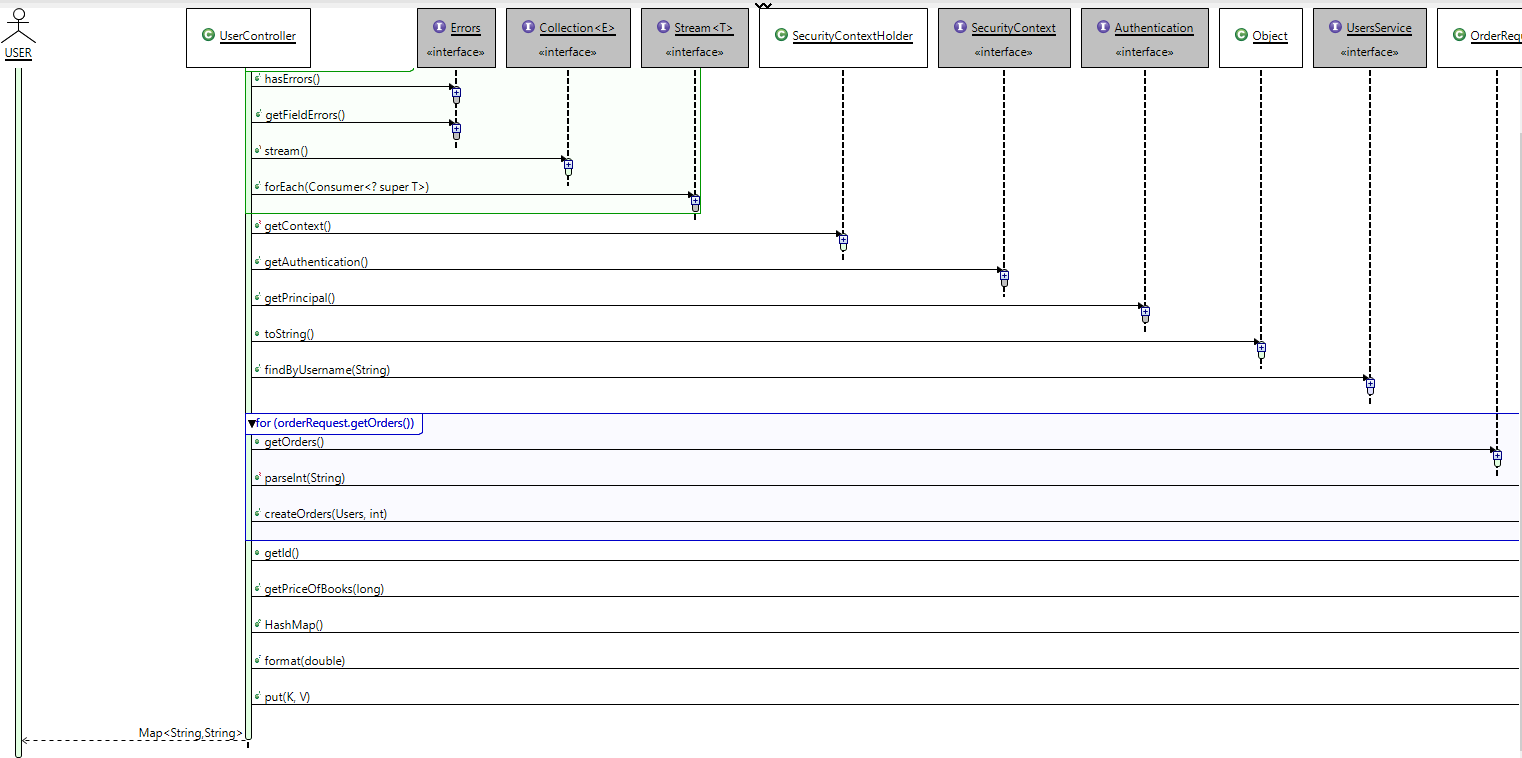 USER
C UserController
I Errors
«interface»
I Collection<E>
«interface»
I Stream<T>
«interface»
C SecurityContextHolder
I SecurityContext
«interface»
I Authentication
«interface»
C Object
I UsersService
«interface»
C OrderRequ
hasErrors()
getFieldErrors()
stream()
forEach(Consumer<? super T>)
getContext()
getAuthentication()
getPrincipal()
toString()
findByUsername(String)
for (orderRequest.getOrders())
getOrders()
parseInt(String)
createOrders(Users, int)
getId()
getPriceOfBooks(long)
HashMap()
format(double)
put(K, V)
Map<String,String>